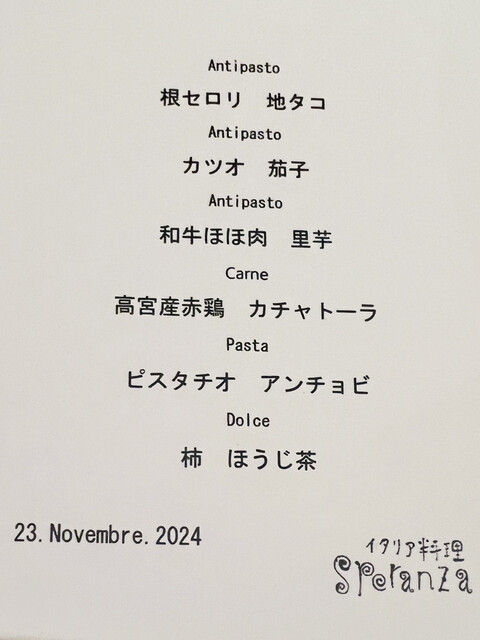 Antipasto
根セロリ　地タコ
Antipasto
カツオ　茄子
Antipasto
和牛ほほ肉　里芋
Carne
高宮産赤鶏　カチャトーラ
Pasta
ピスタチオ　アンチョビ
Dolce
柿　ほうじ茶
23.Novembre.2024
イタリア料理
Speranza